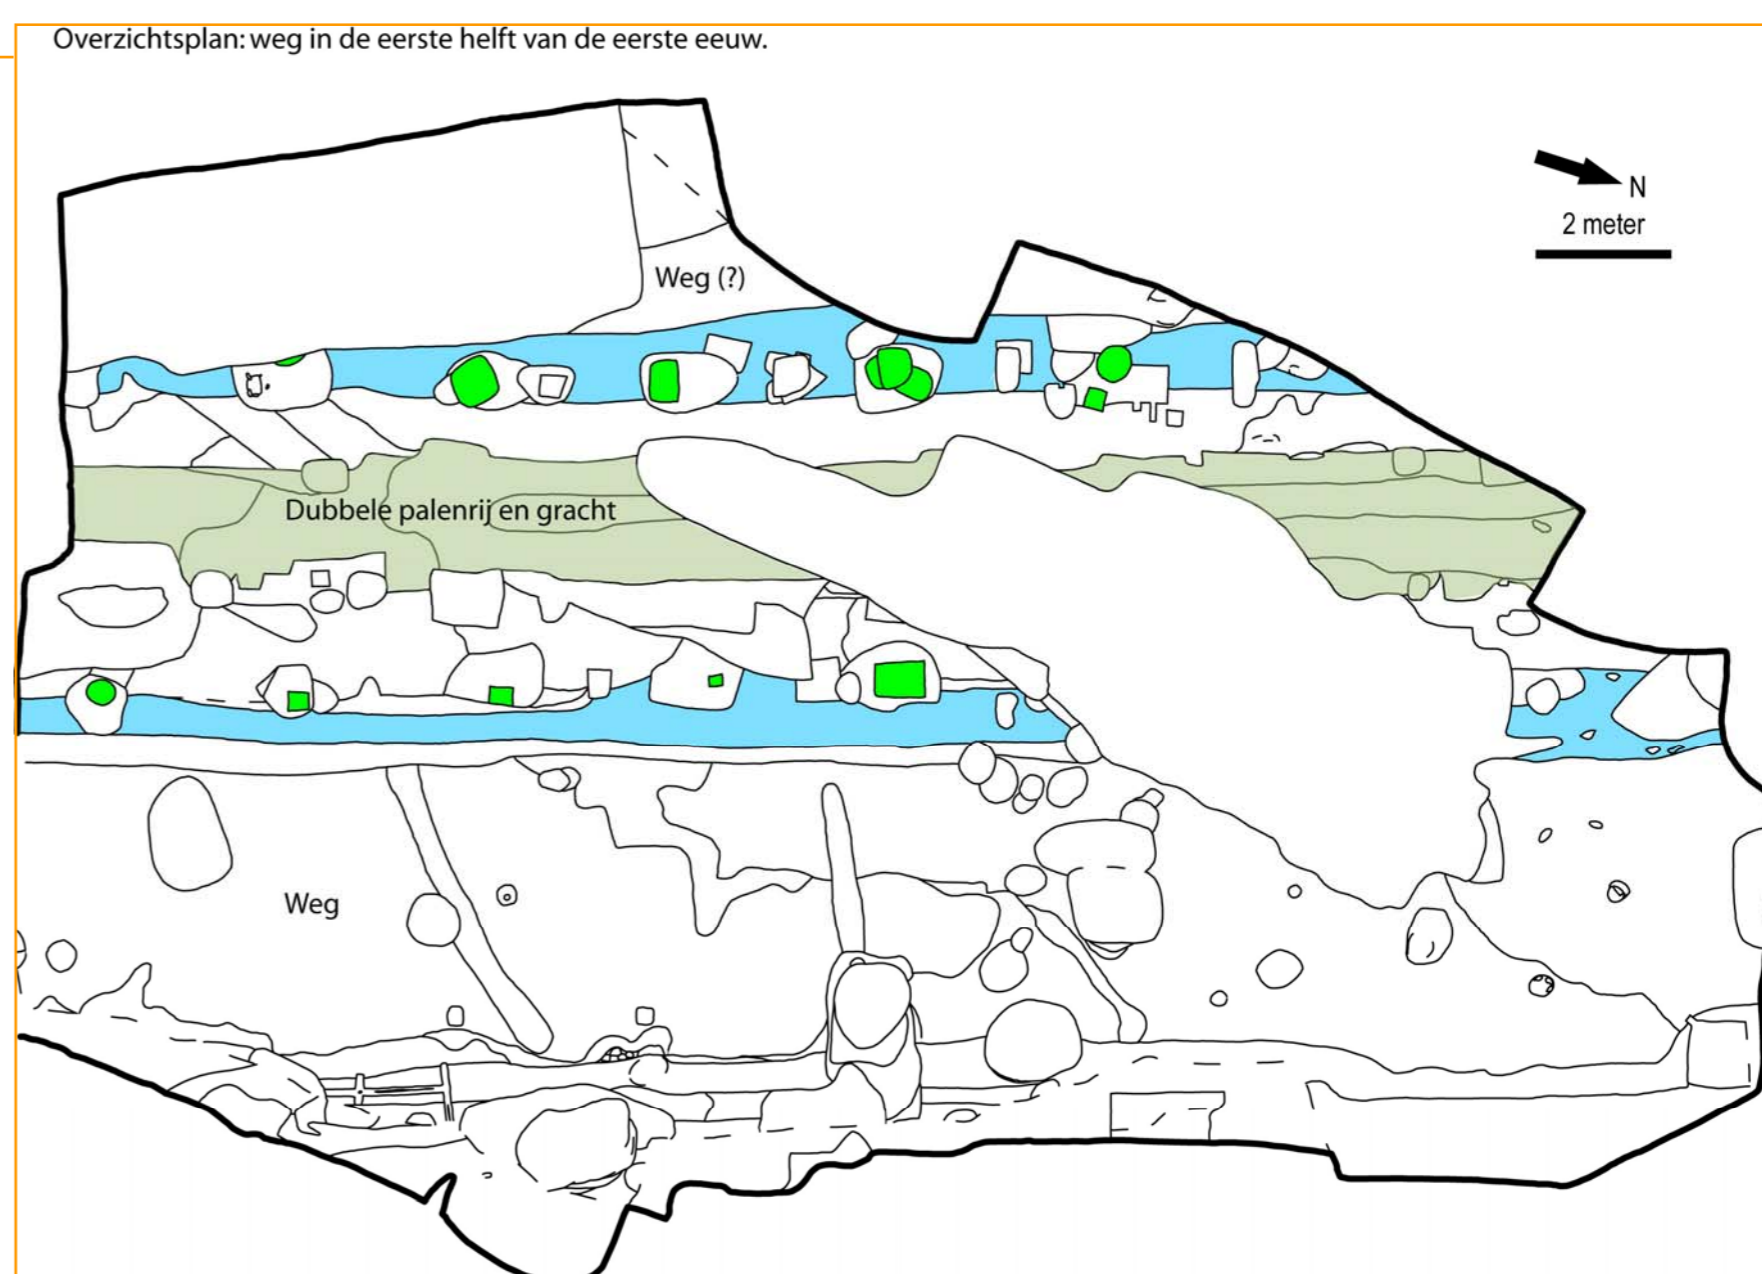 Overzichtsplan: weg in de eerste helft van de eerste eeuw.
N
2 meter
Weg (?)
Dubbele palenrij en gracht
Weg